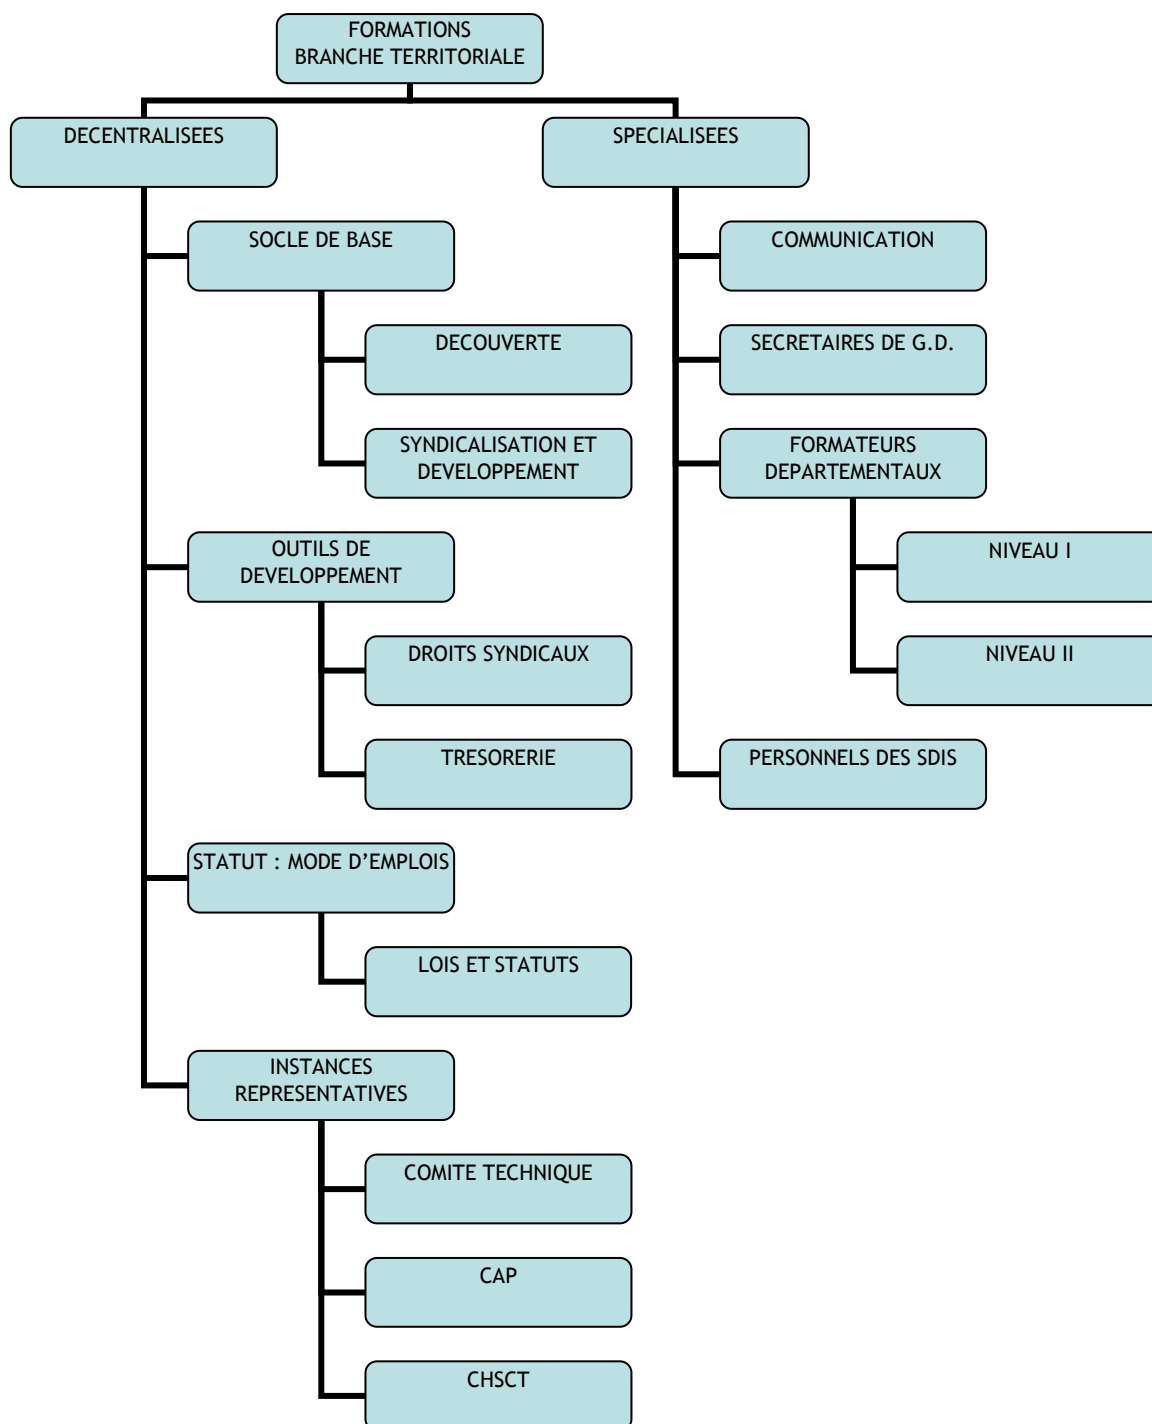 FORMATIONS
BRANCHE TERRITORIALE
DECENTRALISEES
SPECIALISEES
SOCLE DE BASE
COMMUNICATION
DECOUVERTE
SECRETAIRES DE G.D.
SYNDICALISATION ET
DEVELOPPEMENT
FORMATEURS
DEPARTEMENTAUX
OUTILS DE
DEVELOPPEMENT
NIVEAU I
DROITS SYNDICAUX
NIVEAU II
TRESORERIE
PERSONNELS DES SDIS
STATUT : MODE D’EMPLOIS
LOIS ET STATUTS
INSTANCES
REPRESENTATIVES
COMITE TECHNIQUE
CAP
CHSCT